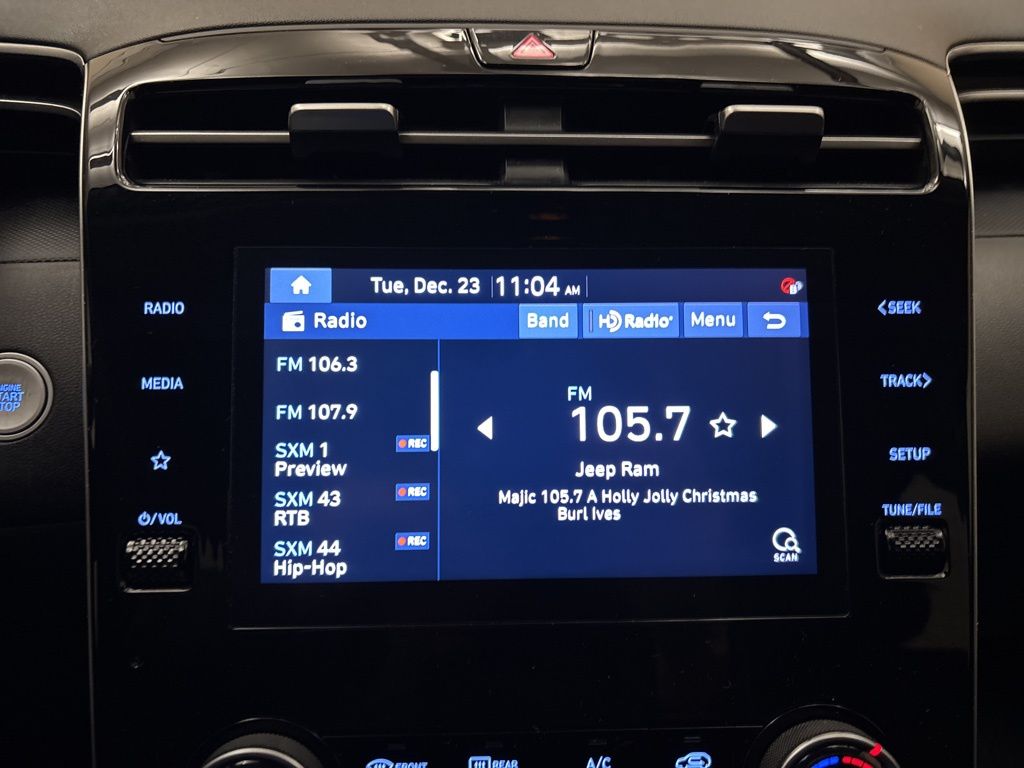 Tue, Dec. 23 11:04 AM
Radio Band HD Radio Menu
FM 106.3
FM 107.9
SXM 1 REC
Preview
SXM 43 REC
RTB
SXM 44 REC
Hip-Hop
FM
105.7
Jeep Ram
Majic 105.7 A Holly Jolly Christmas
Burl Ives
SCAN
RADIO
MEDIA
/VOL
<SEEK
TRACK>
SETUP
TUNE/FILE
ENGINE
START
STOP
FRONT
REAR
A/C